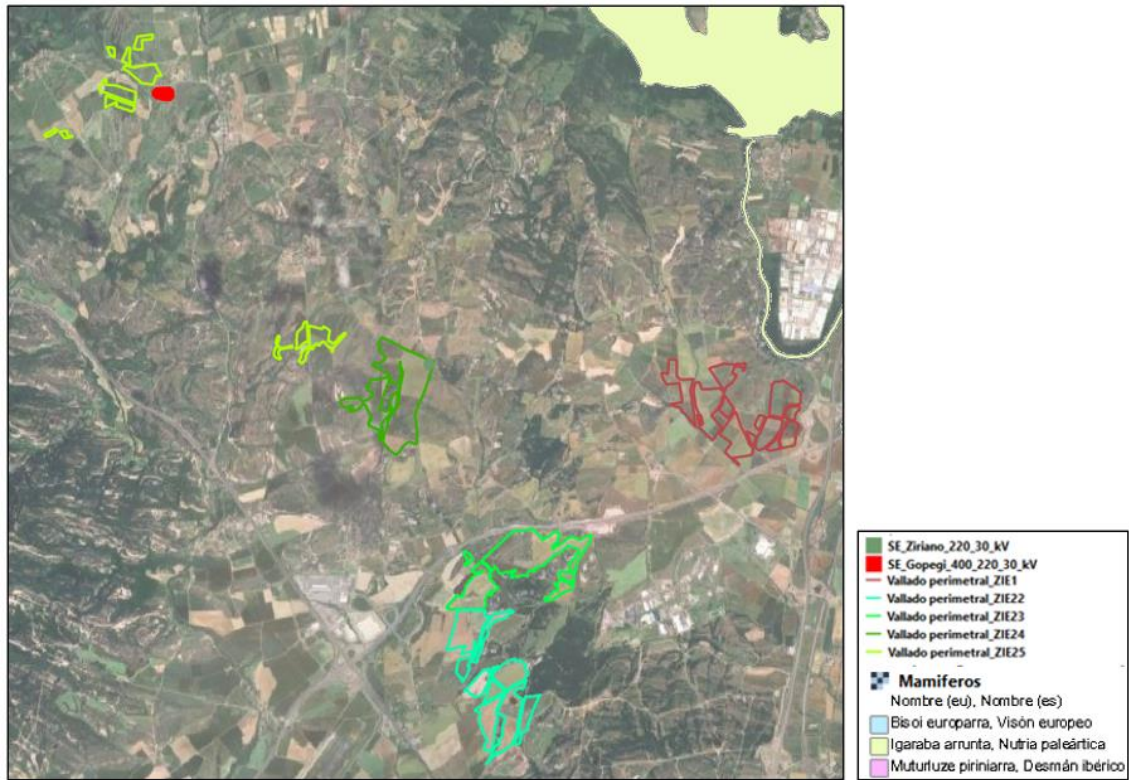 SE_Ziriano_220_30_kV
SE_Gopegi_400_220_30_kV
Vallado perimetral_ZIE1
Vallado perimetral_ZIE22
Vallado perimetral_ZIE23
Vallado perimetral_ZIE24
Vallado perimetral_ZIE25
Mamiferos
Nombre (eu), Nombre (es)
Bisoi europarra, Visón europeo
Igaraba arrunta, Nutria paleártica
Muturluze piriniarra, Desmán ibérico